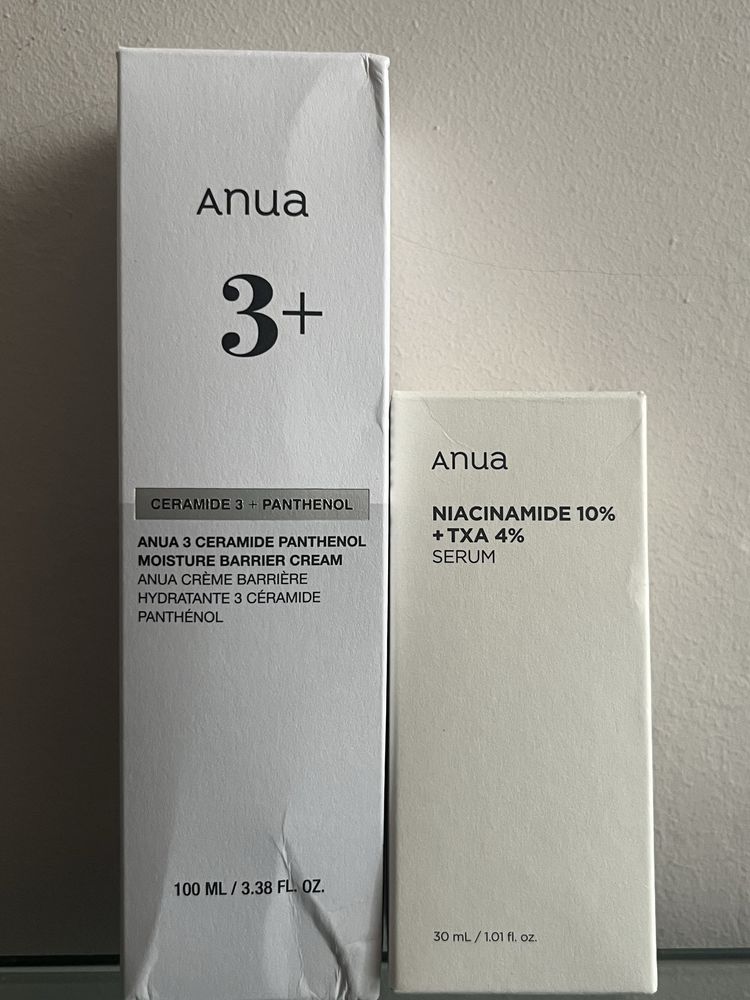 Anua
3+
CERAMIDE 3 + PANTHENOL
ANUA 3 CERAMIDE PANTHENOL
MOISTURE BARRIER CREAM
ANUA CRÈME BARRIÈRE
HYDRATANTE 3 CÉRAMIDE
PANTHÉNOL
100 ML / 3.38 FL. OZ.
Anua
NIACINAMIDE 10%
+TXA 4%
SERUM
30 mL / 1.01 fl. oz.